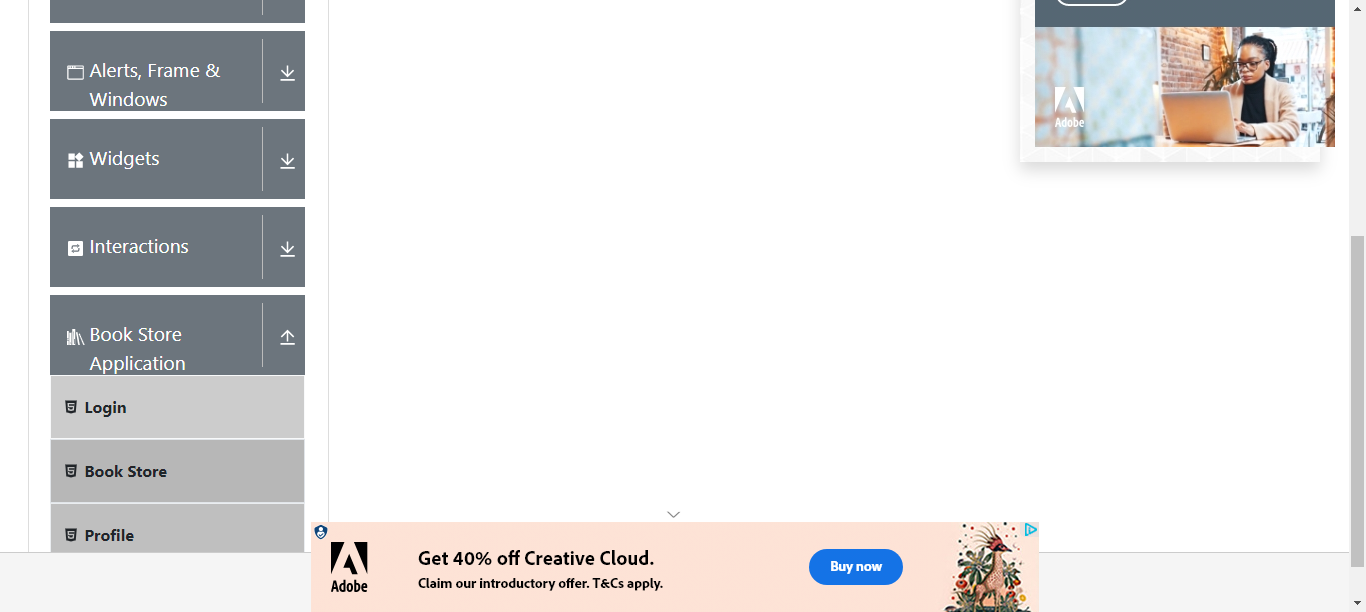 Alerts, Frame &
Windows
Widgets
Interactions
Book Store
Application
Login
Book Store
Profile
Adobe
Adobe
Get 40% off Creative Cloud.
Claim our introductory offer. T&Cs apply.
Buy now